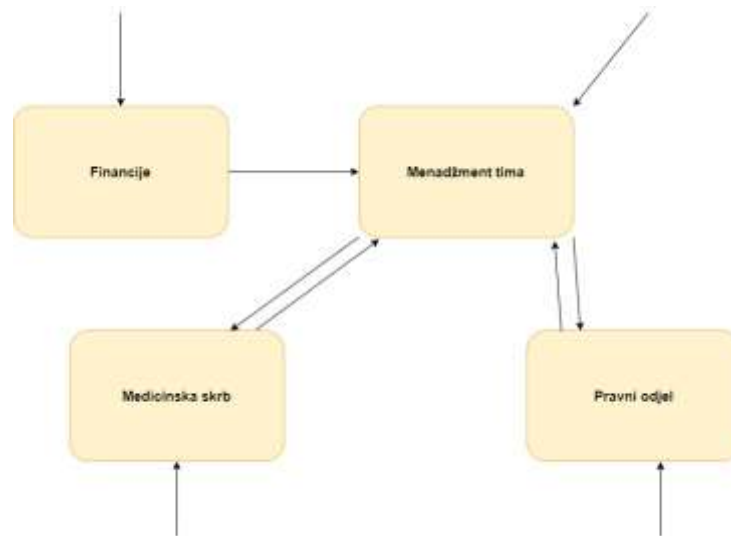 Financije
Menadžment tima
Medicinska skrb
Pravni odjel